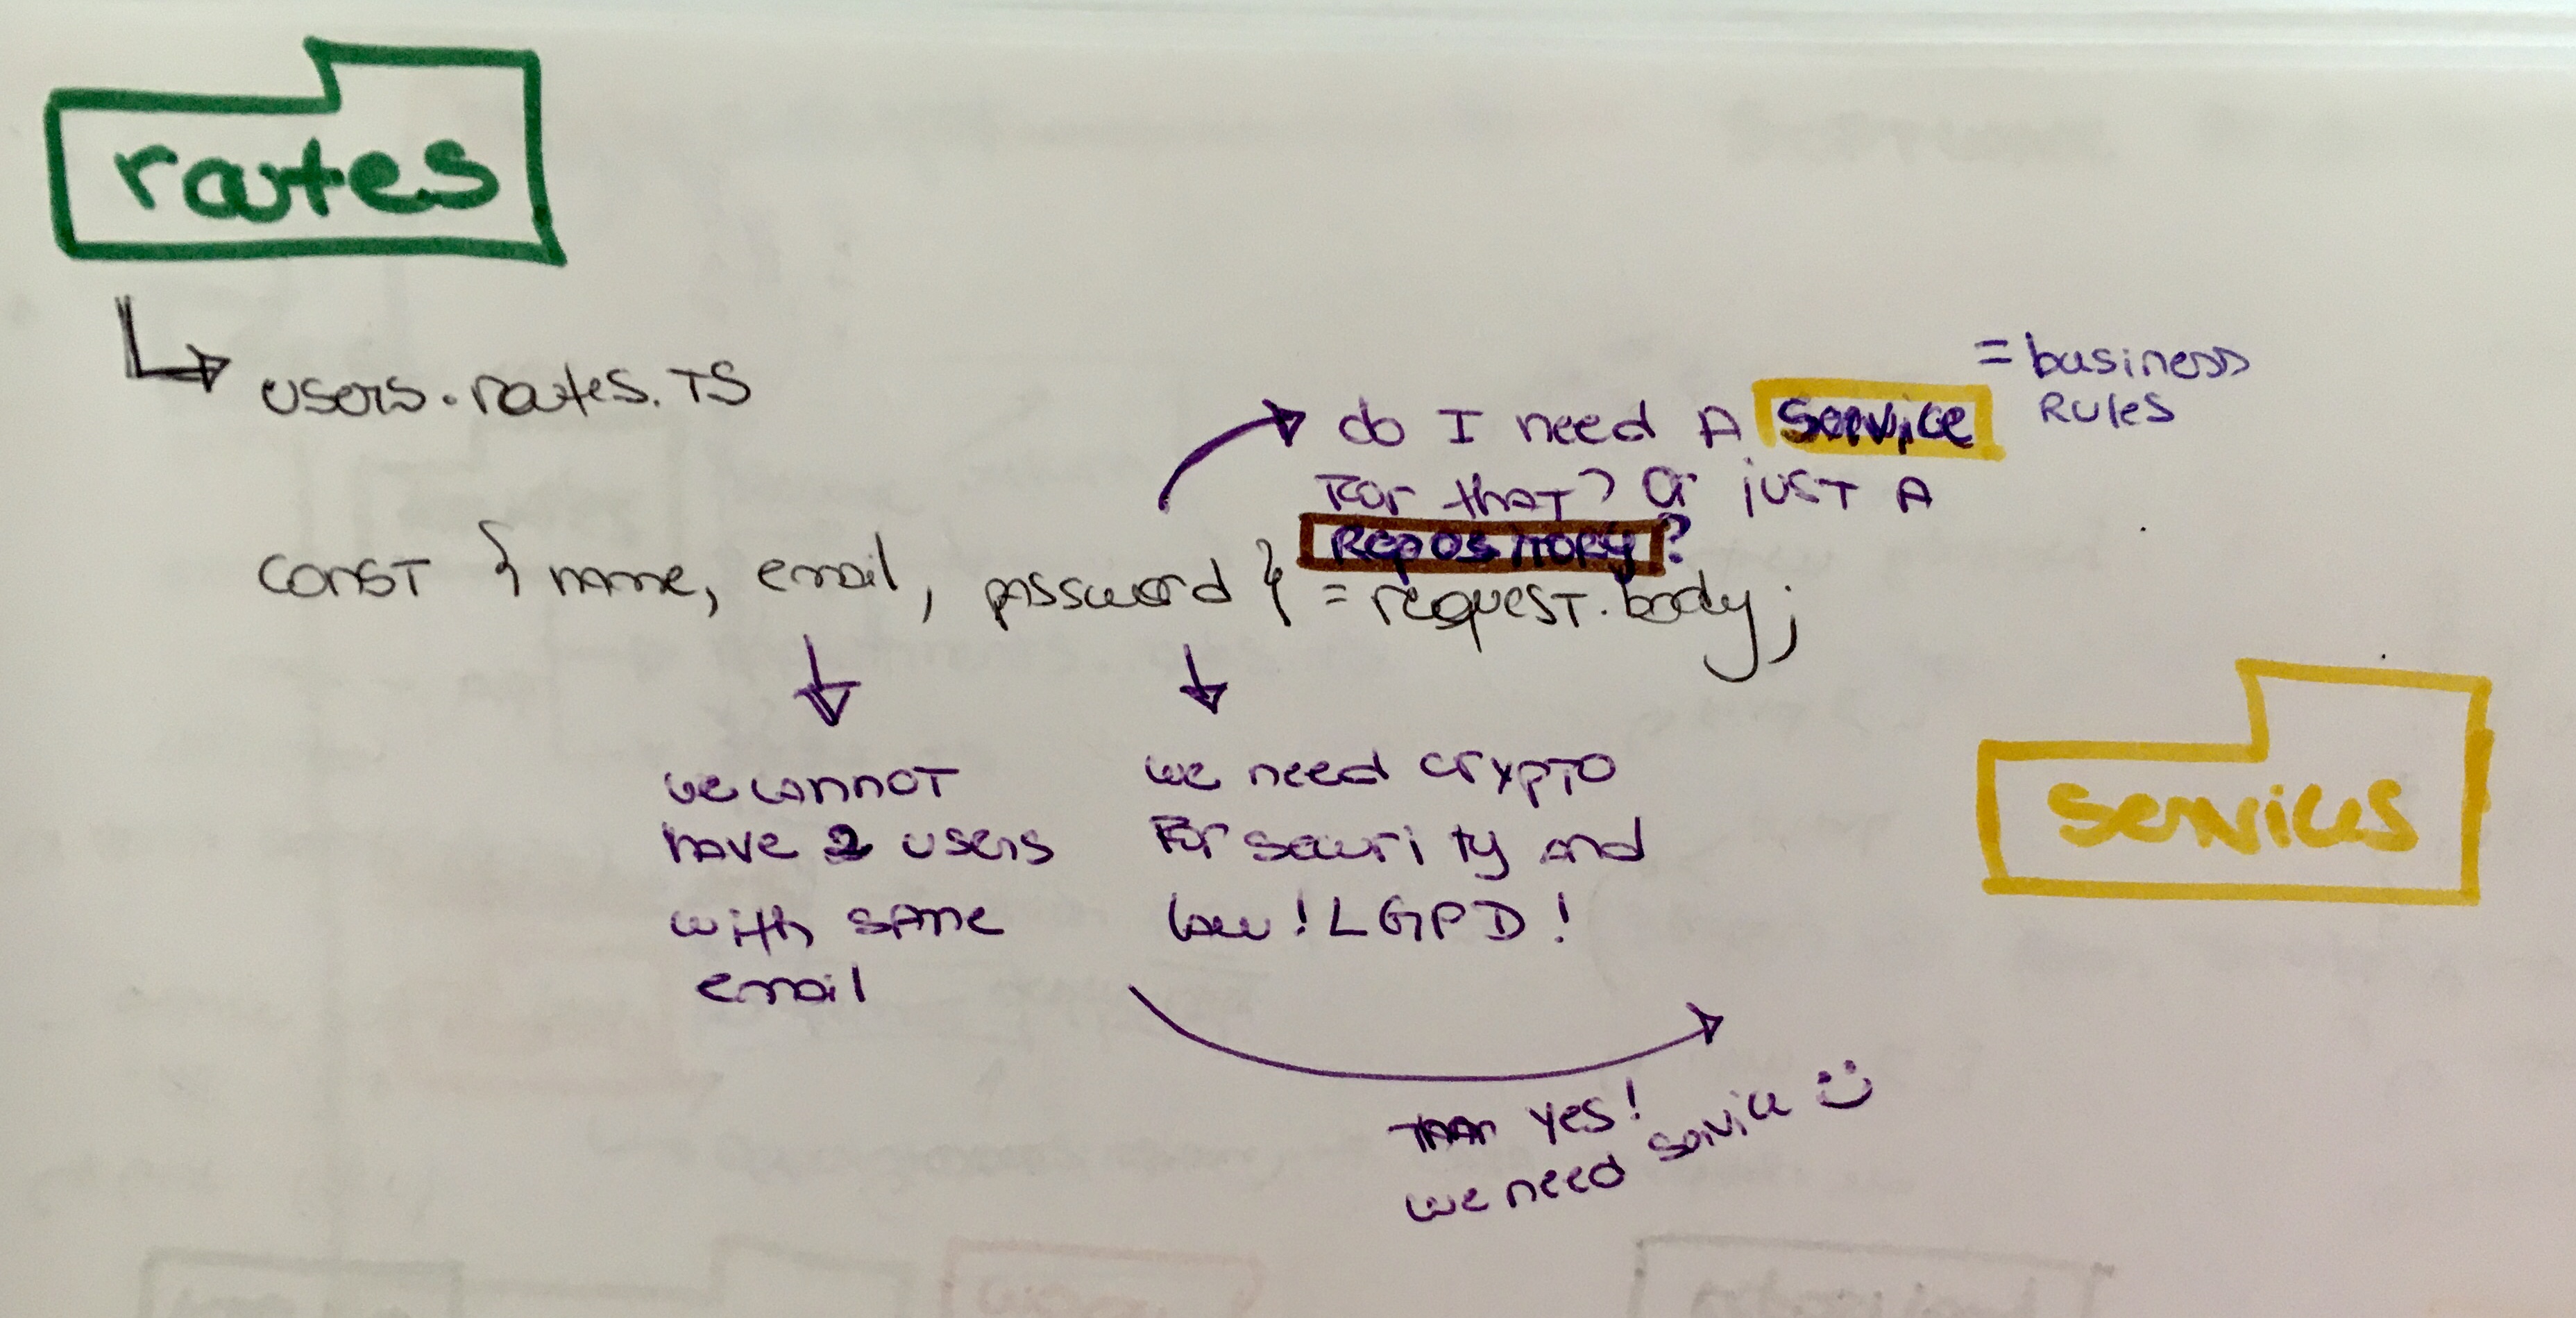 routes
users.routes.TS
= business
RULES
do I need A Service
For that? Or just A
Repository?
const { name, email, password } = request.body;
we cannot
have 2 users
with same
email
we need crypto
For security and
law! LGPD!
services
yes!
we need service :)